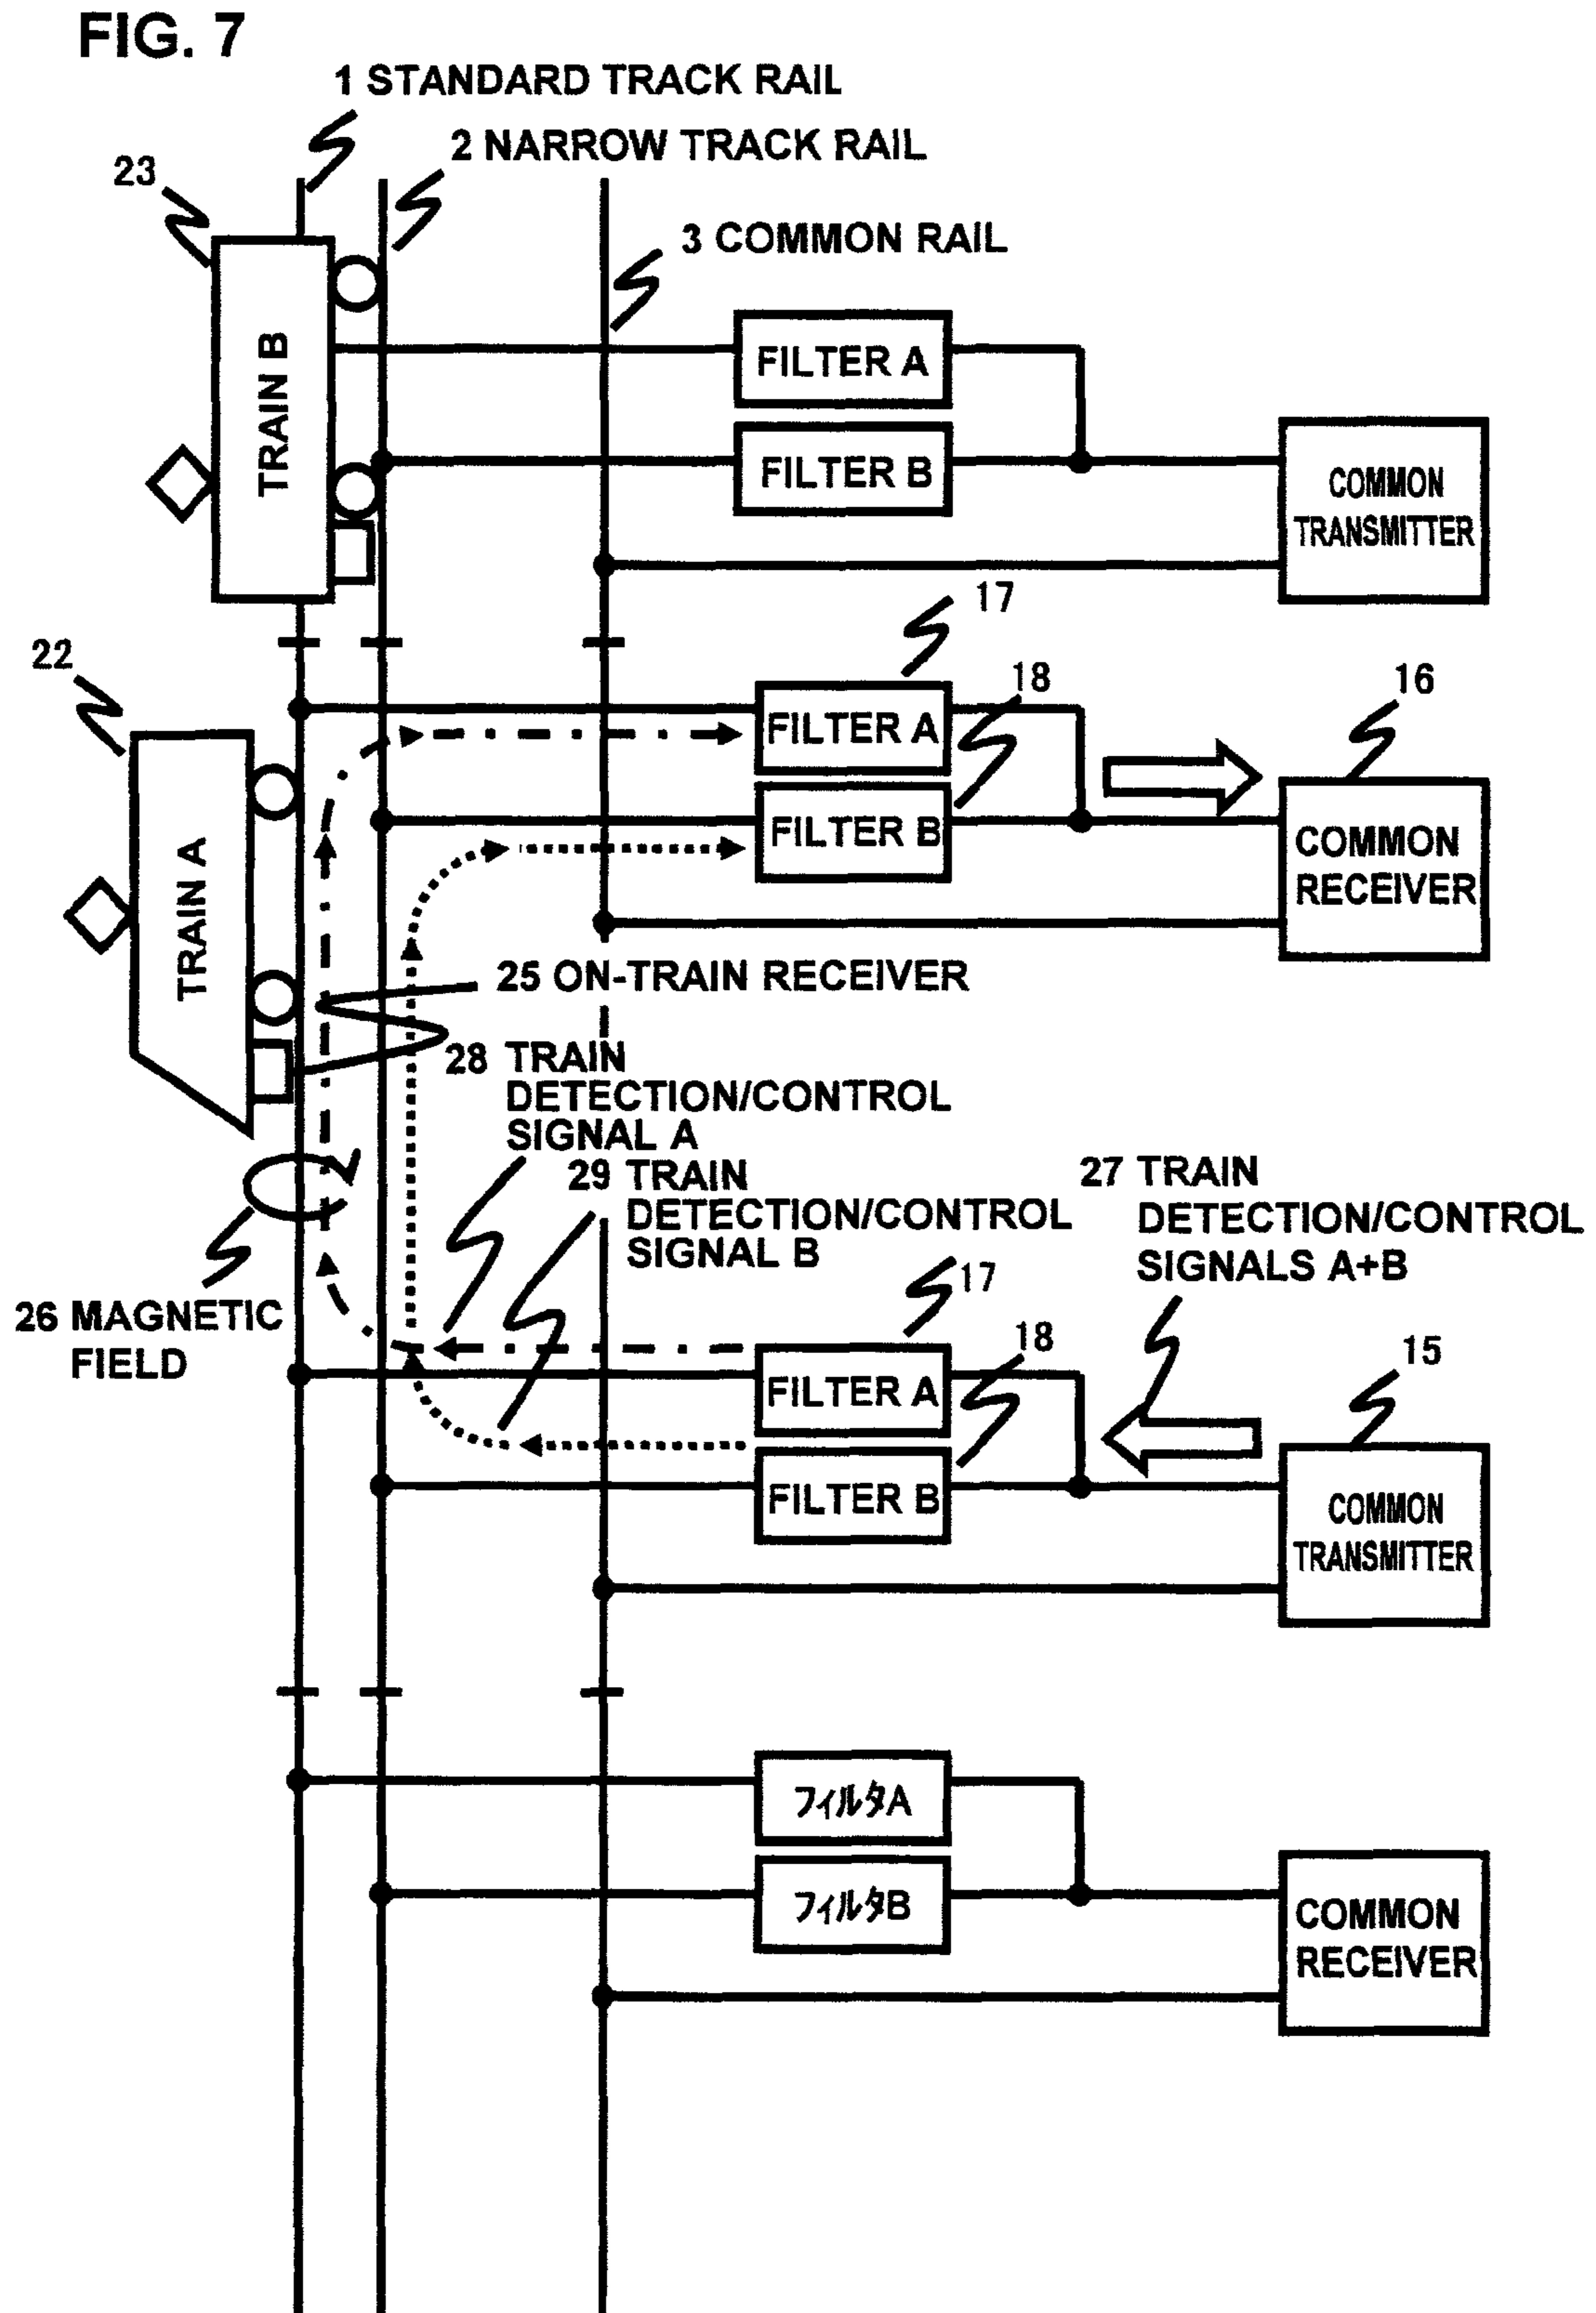 FIG. 7
1 STANDARD TRACK RAIL
2 NARROW TRACK RAIL
23
3 COMMON RAIL
TRAIN B
FILTER A
FILTER B
COMMON
TRANSMITTER
17
22
18
16
FILTER A
FILTER B
COMMON
RECEIVER
TRAIN A
25 ON-TRAIN RECEIVER
28 TRAIN
DETECTION/CONTROL
SIGNAL A
29 TRAIN
DETECTION/CONTROL
SIGNAL B
27 TRAIN
DETECTION/CONTROL
SIGNALS A+B
26 MAGNETIC
FIELD
17
18
15
FILTER A
FILTER B
COMMON
TRANSMITTER
フィルタA
フィルタB
COMMON
RECEIVER